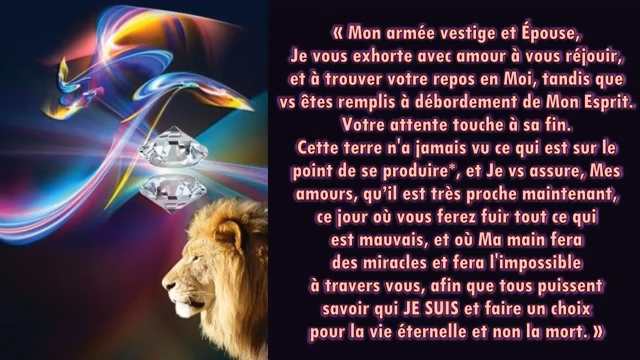 « Mon armée vestige et Épouse,
Je vous exhorte avec amour à vous réjouir,
et à trouver votre repos en Moi, tandis que
vs êtes remplis à débordement de Mon Esprit.
Votre attente touche à sa fin.
Cette terre n'a jamais vu ce qui est sur le
point de se produire*, et Je vs assure, Mes
amours, qu'il est très proche maintenant,
ce jour où vous ferez fuir tout ce qui
est mauvais, et où Ma main fera
des miracles et fera l'impossible
à travers vous, afin que tous puissent
savoir qui JE SUIS et faire un choix
pour la vie éternelle et non la mort. »